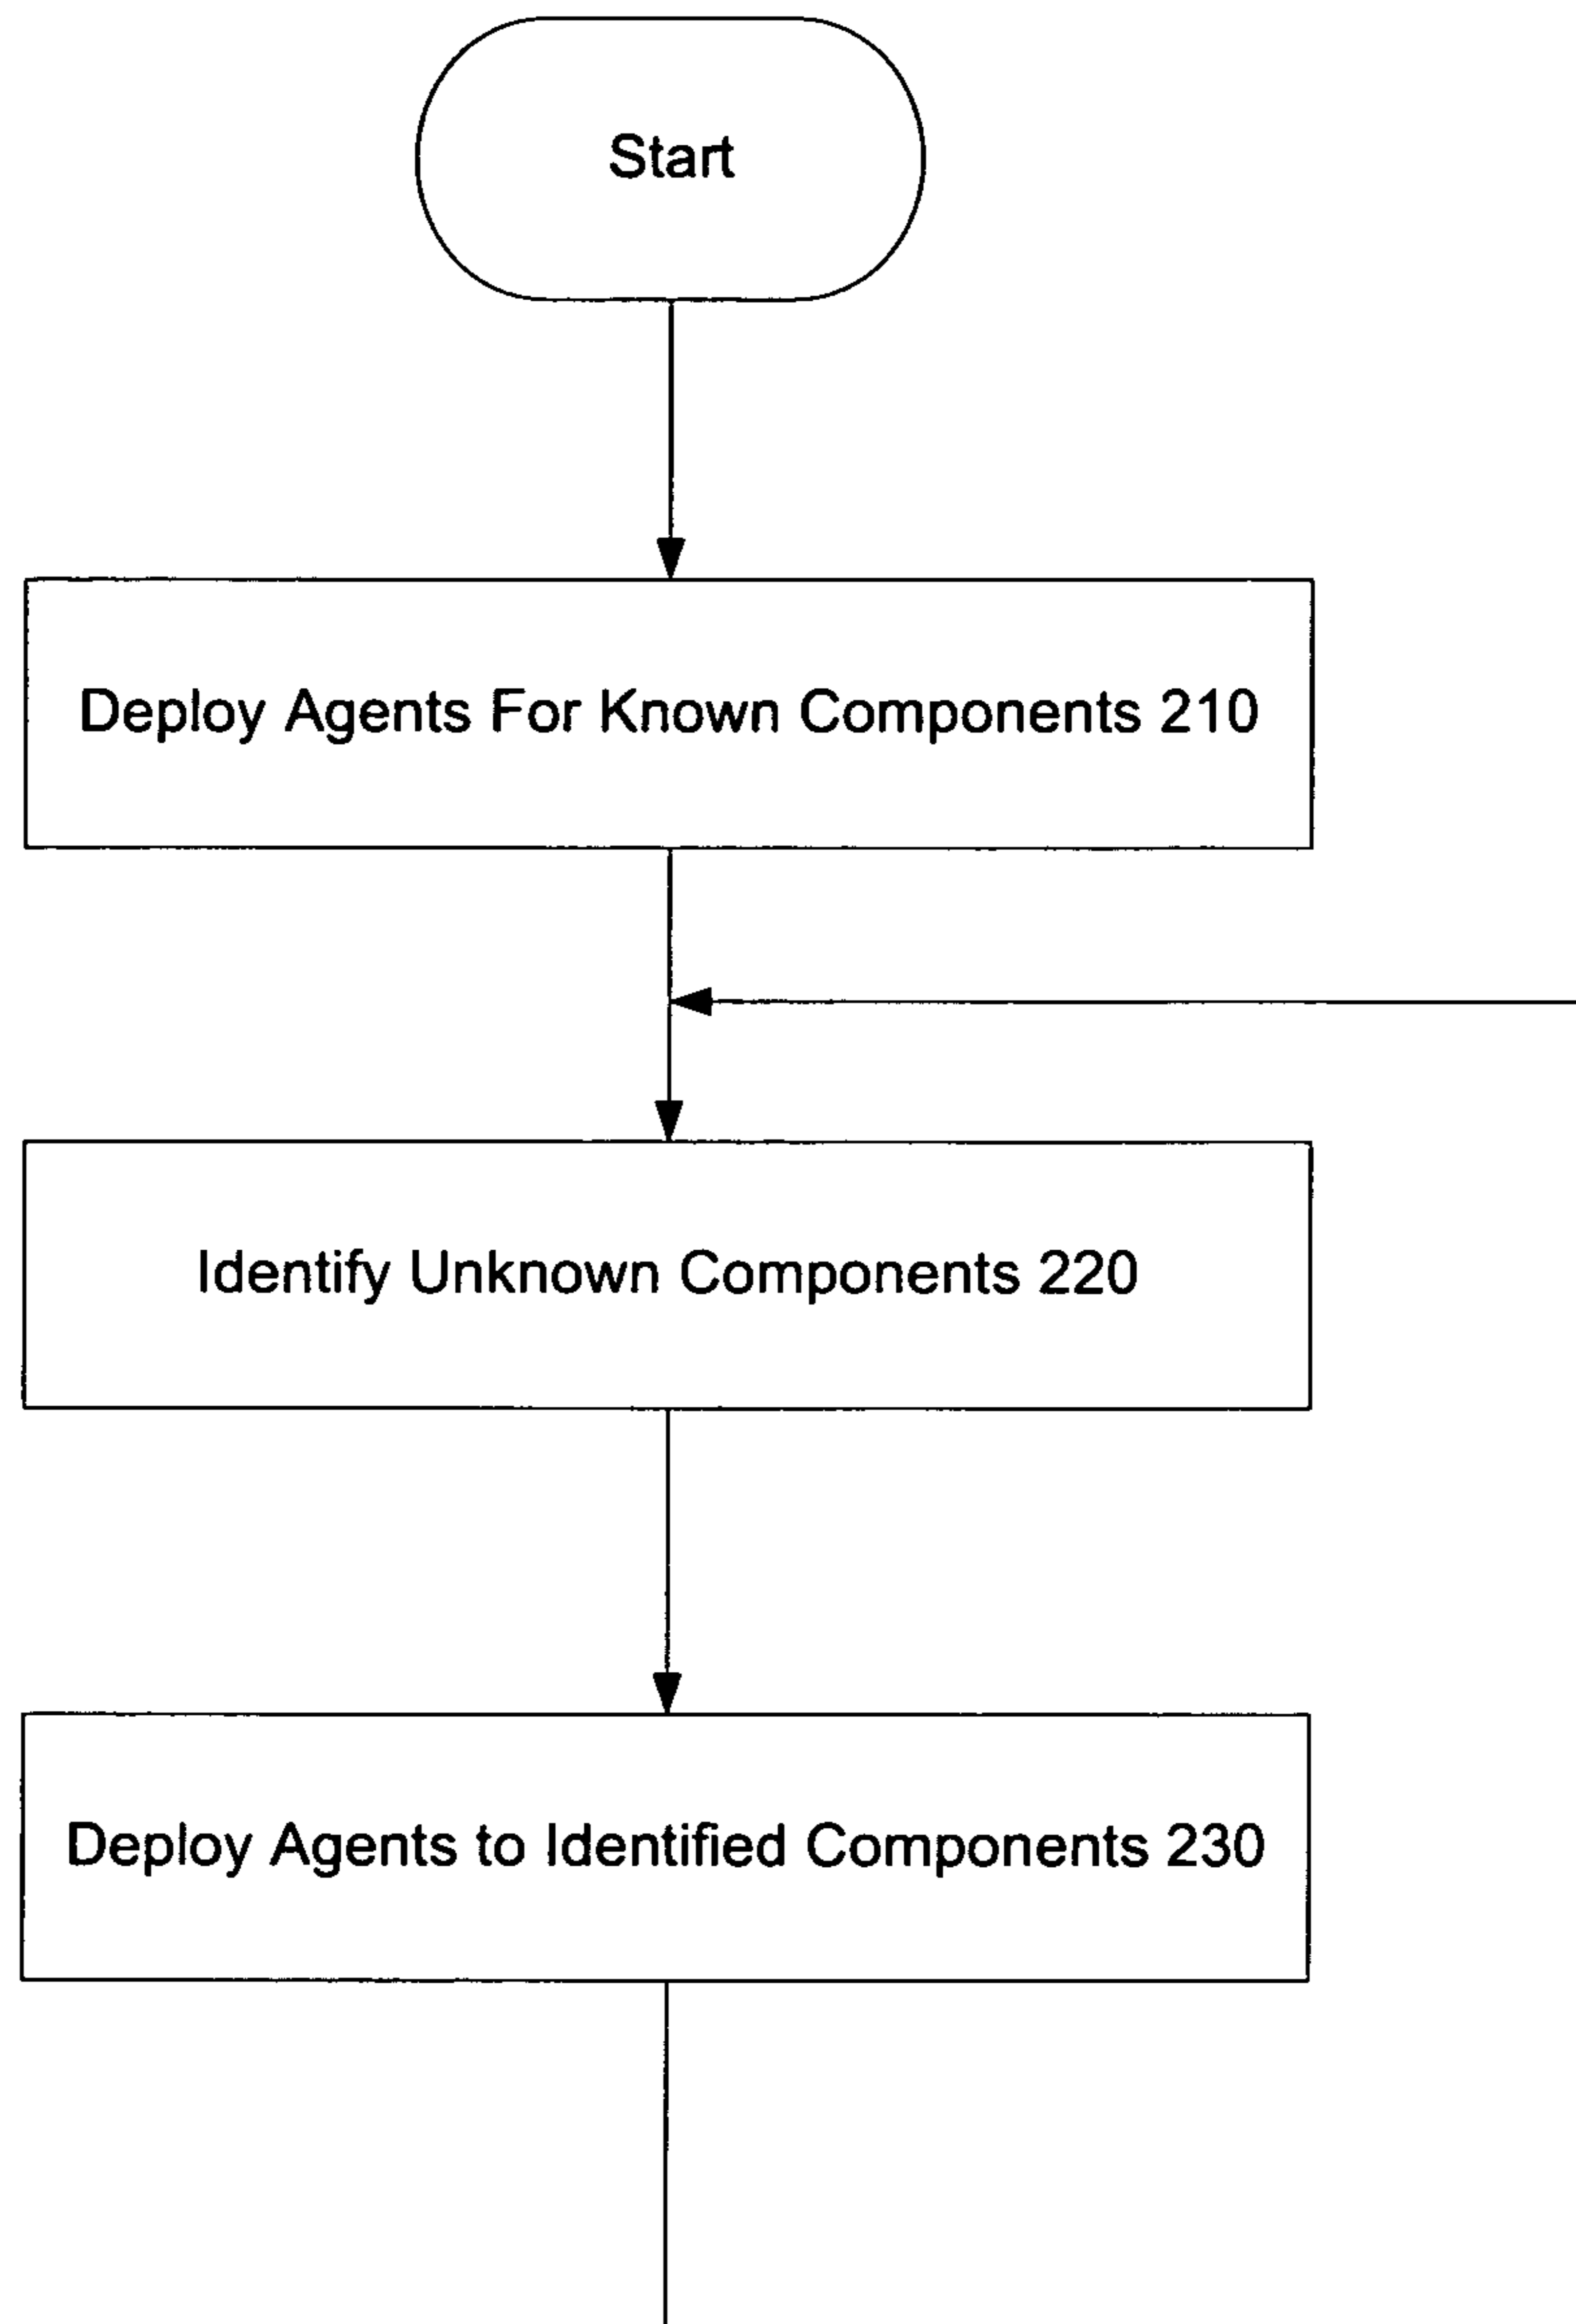 Start
Deploy Agents For Known Components 210
Identify Unknown Components 220
Deploy Agents to Identified Components 230